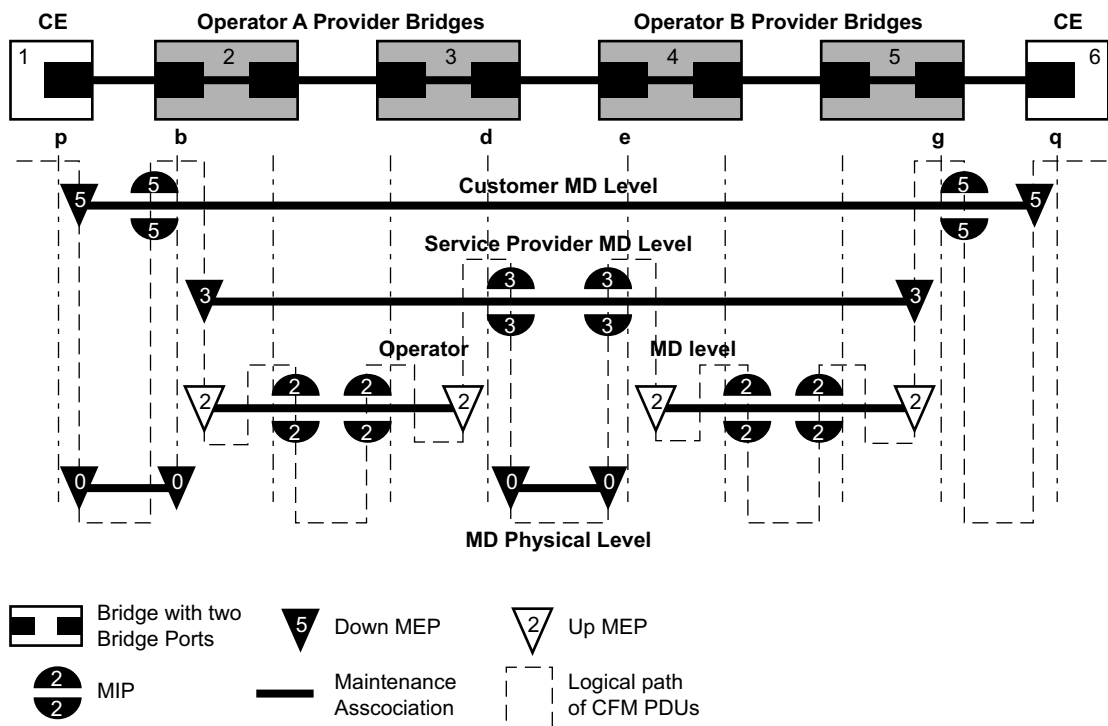 CE Operator A Provider Bridges Operator B Provider Bridges CE
1 2 3 4 5 6
p b d e g q
5 5 5 5
Customer MD Level
5 5
Service Provider MD Level
3 3
3 3
3 3
Operator MD level
2 2 2 2
2 2 2 2
2 2 2 2
0 0 0 0
MD Physical Level
Bridge with two
Bridge Ports
5 Down MEP
2 Up MEP
2
2
MIP
Maintenance
Asscociation
Logical path
of CFM PDUs